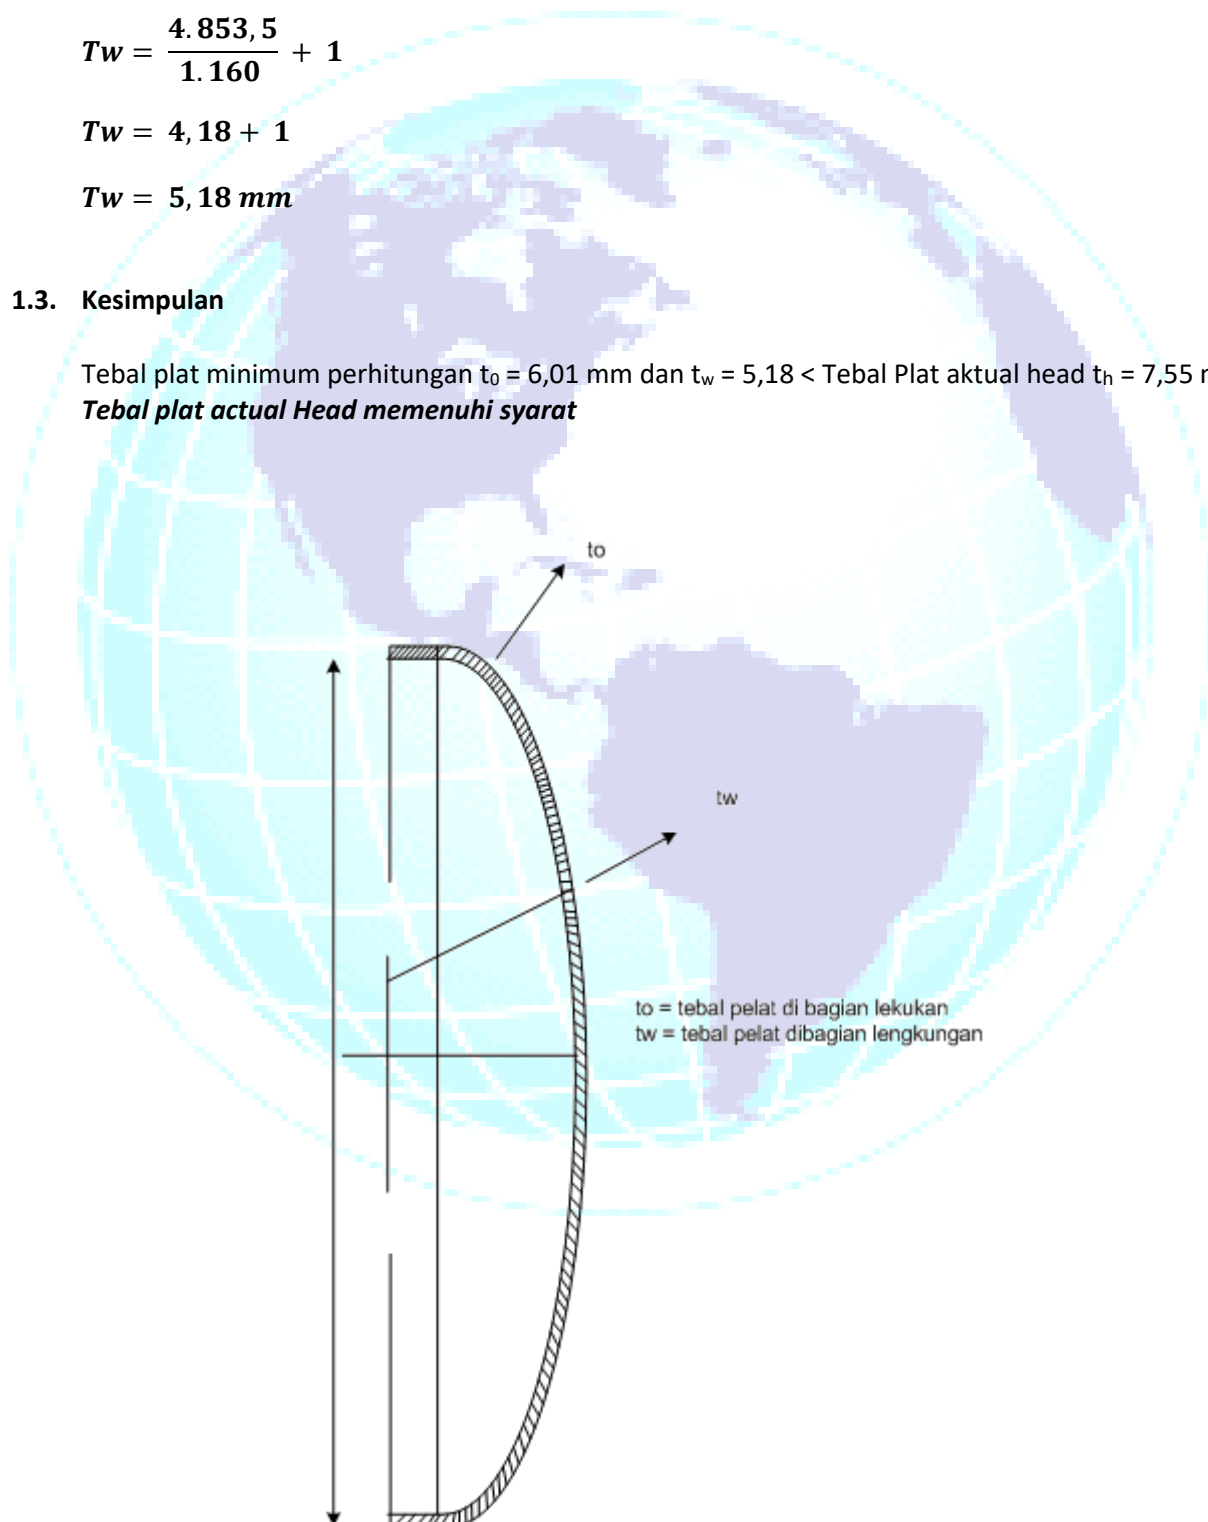 Tw = 4.853,5 / 1.160 + 1
Tw = 4,18 + 1
Tw = 5,18 mm
1.3. Kesimpulan
Tebal plat minimum perhitungan t₀ = 6,01 mm dan tw = 5,18 < Tebal Plat aktual head th = 7,55
Tebal plat actual Head memenuhi syarat
to
tw
to = tebal pelat di bagian lekukan
tw = tebal pelat dibagian lengkungan